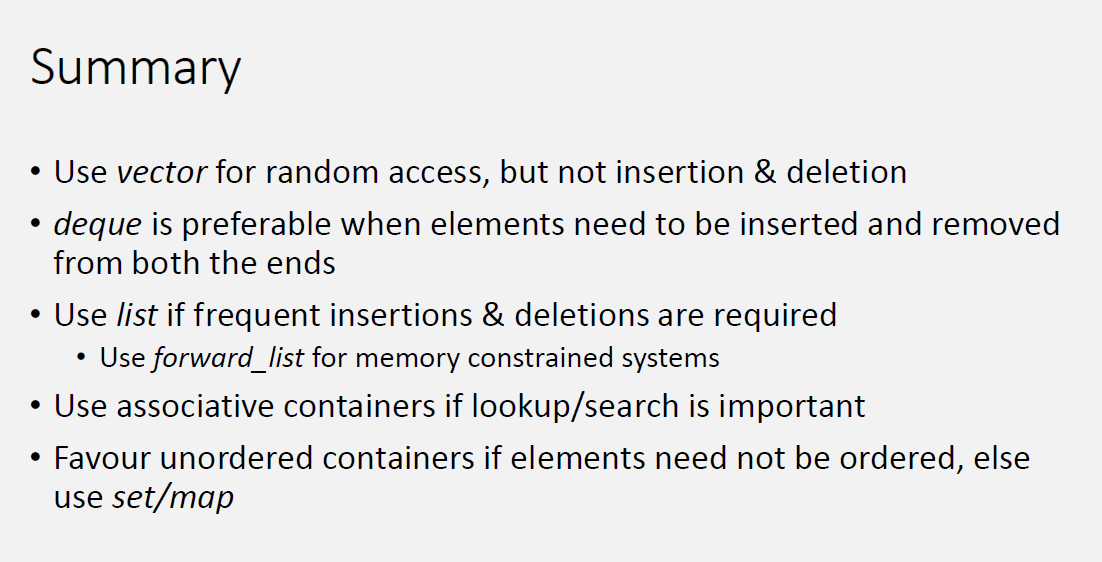 Summary
• Use vector for random access, but not insertion & deletion
• deque is preferable when elements need to be inserted and removed
from both the ends
• Use list if frequent insertions & deletions are required
• Use forward_list for memory constrained systems
• Use associative containers if lookup/search is important
• Favour unordered containers if elements need not be ordered, else
use set/map